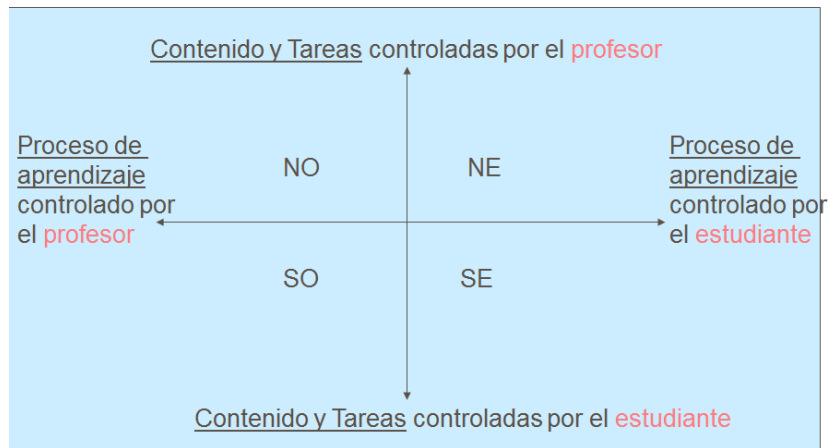 Contenido y Tareas controladas por el profesor
Proceso de
aprendizaje
controlado por
el profesor
NO
NE
Proceso de
aprendizaje
controlado por
el estudiante
SO
SE
Contenido y Tareas controladas por el estudiante